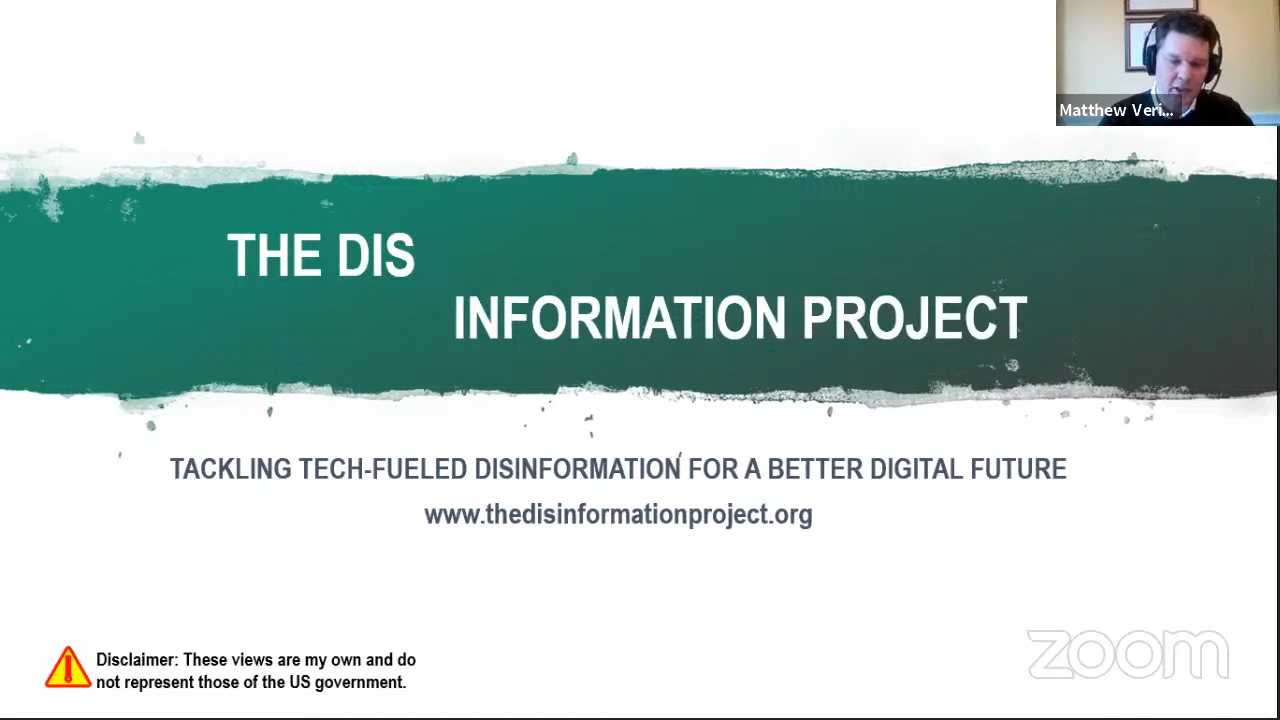 Matthew Veri...
THE DIS
INFORMATION PROJECT
TACKLING TECH-FUELED DISINFORMATION FOR A BETTER DIGITAL FUTURE
www.thedisinformationproject.org
Disclaimer: These views are my own and do
not represent those of the US government.
zoom